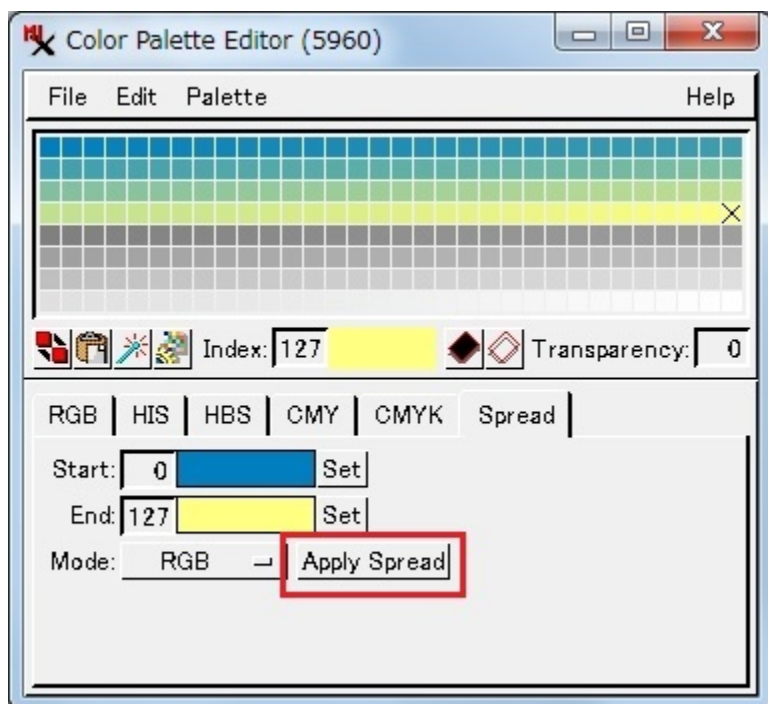 Color Palette Editor (5960)
File Edit Palette Help
Index: 127 Transparency: 0
RGB HIS HBS CMY CMYK Spread
Start: 0 Set
End: 127 Set
Mode: RGB Apply Spread